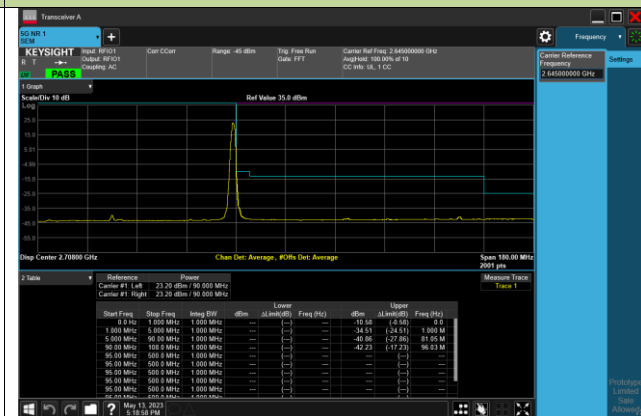 Transceiver A
5G NR 1
SEM
Frequency
KEYSIGHT
R T
PASS
Input: RFIO1
Output: RFIO1
Coupling: AC
Corr CCorr
Range: -45 dBm
Trig: Free Run
Gate: FFT
Carrier Ref Freq: 2.645000000 GHz
Avg|Hold: 100.00% of 10
CC Info: UL, 1 CC
Carrier Reference
Frequency
2.645000000 GHz
Settings
1 Graph
Scale/Div 10 dB
Ref Value 35.0 dBm
Log
25.0
15.0
-15.0
-25.0
-35.0
-45.0
-55.0
Disp Center 2.70800 GHz
Chan Det: Average, #Offs Det: Average
Span 180.00 MHz
2001 pts
2 Table
Measure Trace
Trace 1
Reference Power
Carrier #1: Left 23.20 dBm / 90.000 MHz
Carrier #1: Right 23.20 dBm / 90.000 MHz
Lower Upper
Start Freq Stop Freq Integ BW dBm ΔLimit(dB) Freq (Hz) dBm ΔLimit(dB) Freq (Hz)
0.0 Hz 1.000 MHz 1.000 MHz --- (---) --- -10.58 (-0.58) 0.0
1.000 MHz 5.000 MHz 1.000 MHz --- (---) --- -34.51 (-24.51) 1.000 M
5.000 MHz 90.00 MHz 1.000 MHz --- (---) --- -40.86 (-27.86) 81.05 M
90.00 MHz 108.0 MHz 1.000 MHz --- (---) --- -42.23 (-17.23) 96.03 M
95.00 MHz 500.0 MHz 1.000 MHz --- (---) --- --- (---) ---
95.00 MHz 500.0 MHz 1.000 MHz --- (---) --- --- (---) ---
95.00 MHz 500.0 MHz 1.000 MHz --- (---) --- --- (---) ---
95.00 MHz 500.0 MHz 1.000 MHz --- (---) --- --- (---) ---
95.00 MHz 500.0 MHz 1.000 MHz --- (---) --- --- (---) ---
May 13, 2023
5:18:58 PM
Prototype
Limited
Sale
Allowed